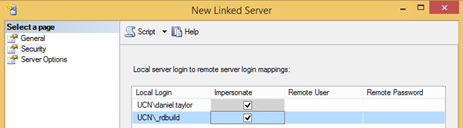 New Linked Server
Select a page
General
Security
Server Options
Script
Help
Local server login to remote server login mappings:
Local Login Impersonate Remote User Remote Password
UCN\daniel.taylor
UCN\_rdbuild